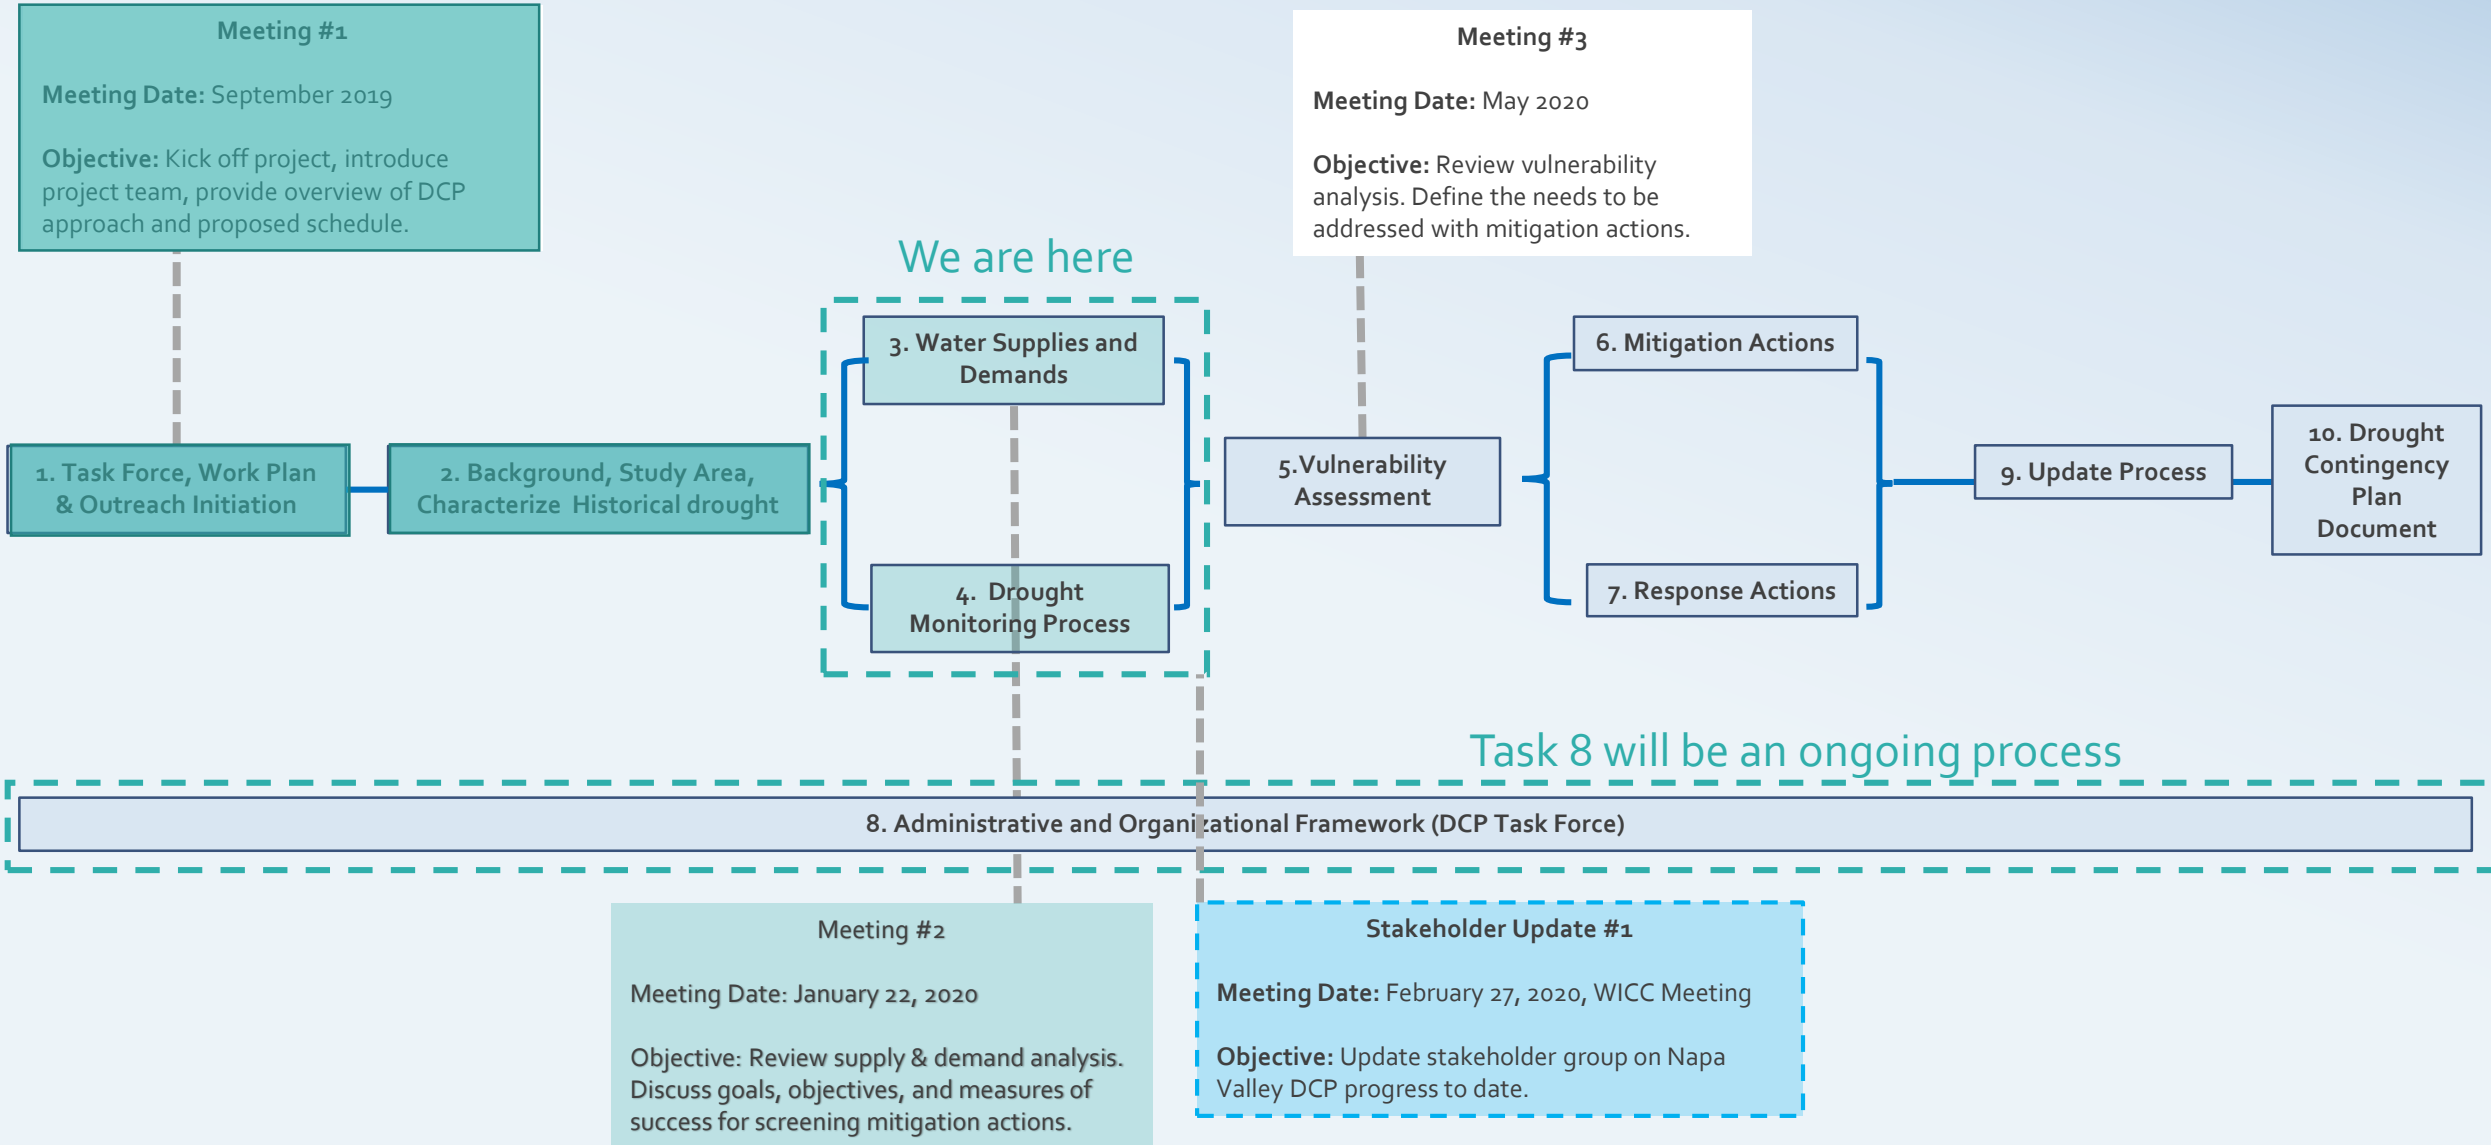 Meeting #1
Meeting Date: September 2019
Objective: Kick off project, introduce
project team, provide overview of DCP
approach and proposed schedule.
Meeting #3
Meeting Date: May 2020
Objective: Review vulnerability
analysis. Define the needs to be
addressed with mitigation actions.
We are here
1. Task Force, Work Plan
& Outreach Initiation
2. Background, Study Area,
Characterize  Historical drought
3. Water Supplies and
Demands
4.  Drought
Monitoring Process
5.Vulnerability
Assessment
6. Mitigation Actions
7. Response Actions
9. Update Process
10. Drought
Contingency
Plan
Document
Task 8 will be an ongoing process
8. Administrative and Organizational Framework (DCP Task Force)
Meeting #2
Meeting Date: January 22, 2020
Objective: Review supply & demand analysis.
Discuss goals, objectives, and measures of
success for screening mitigation actions.
Stakeholder Update #1
Meeting Date: February 27, 2020, WICC Meeting
Objective: Update stakeholder group on Napa
Valley DCP progress to date.